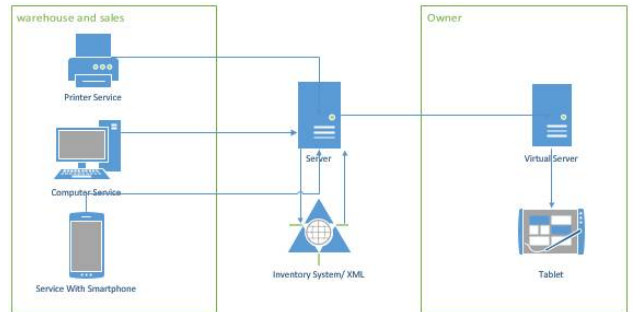 warehouse and sales
Owner
Printer Service
Server
Virtual Server
Computer Service
Inventory System/ XML
Tablet
Service With Smartphone